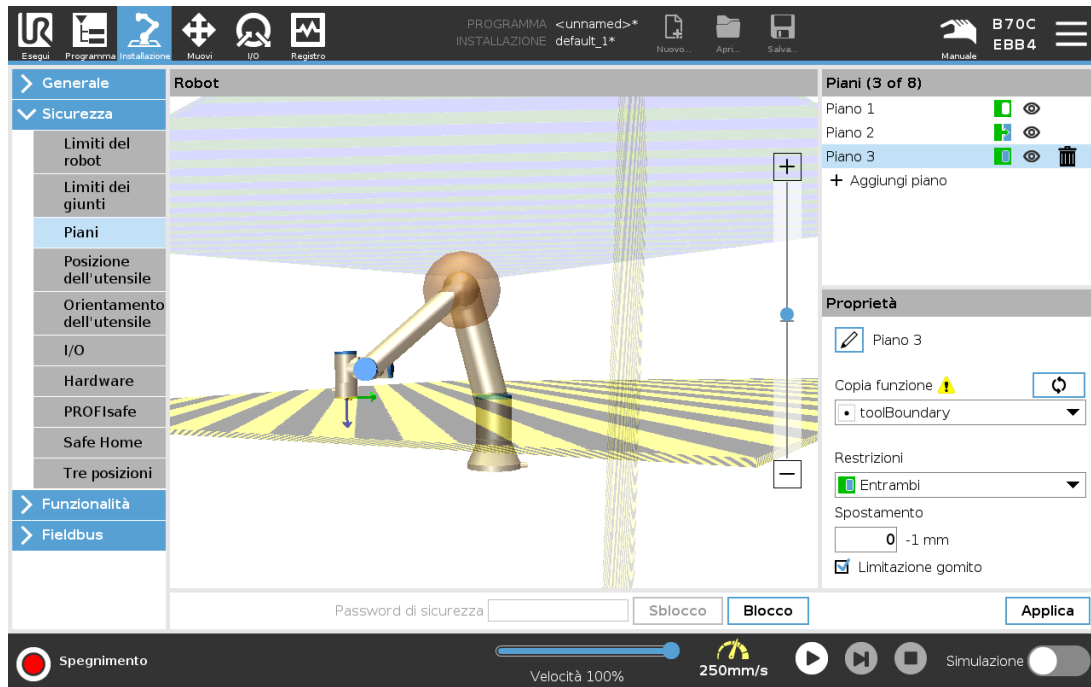 UR
PROGRAMMA <unnamed>*
INSTALLAZIONE default_1*
Esegui
Programma
Installazione
Muovi
I/O
Registro
Nuovo...
Apri...
Salva...
Manuale
B70C
EBB4
Generale
Sicurezza
Limiti del
robot
Limiti dei
giunti
Piani
Posizione
dell'utensile
Orientamento
dell'utensile
I/O
Hardware
PROFIsafe
Safe Home
Tre posizioni
Funzionalità
Fieldbus
Robot
Piani (3 of 8)
Piano 1
Piano 2
Piano 3
+ Aggiungi piano
Proprietà
Piano 3
Copia funzione
toolBoundary
Restrizioni
Entrambi
Spostamento
0 -1 mm
Limitazione gomito
Password di sicurezza
Sblocco
Blocco
Applica
Spegnimento
Velocità 100%
250mm/s
Simulazione